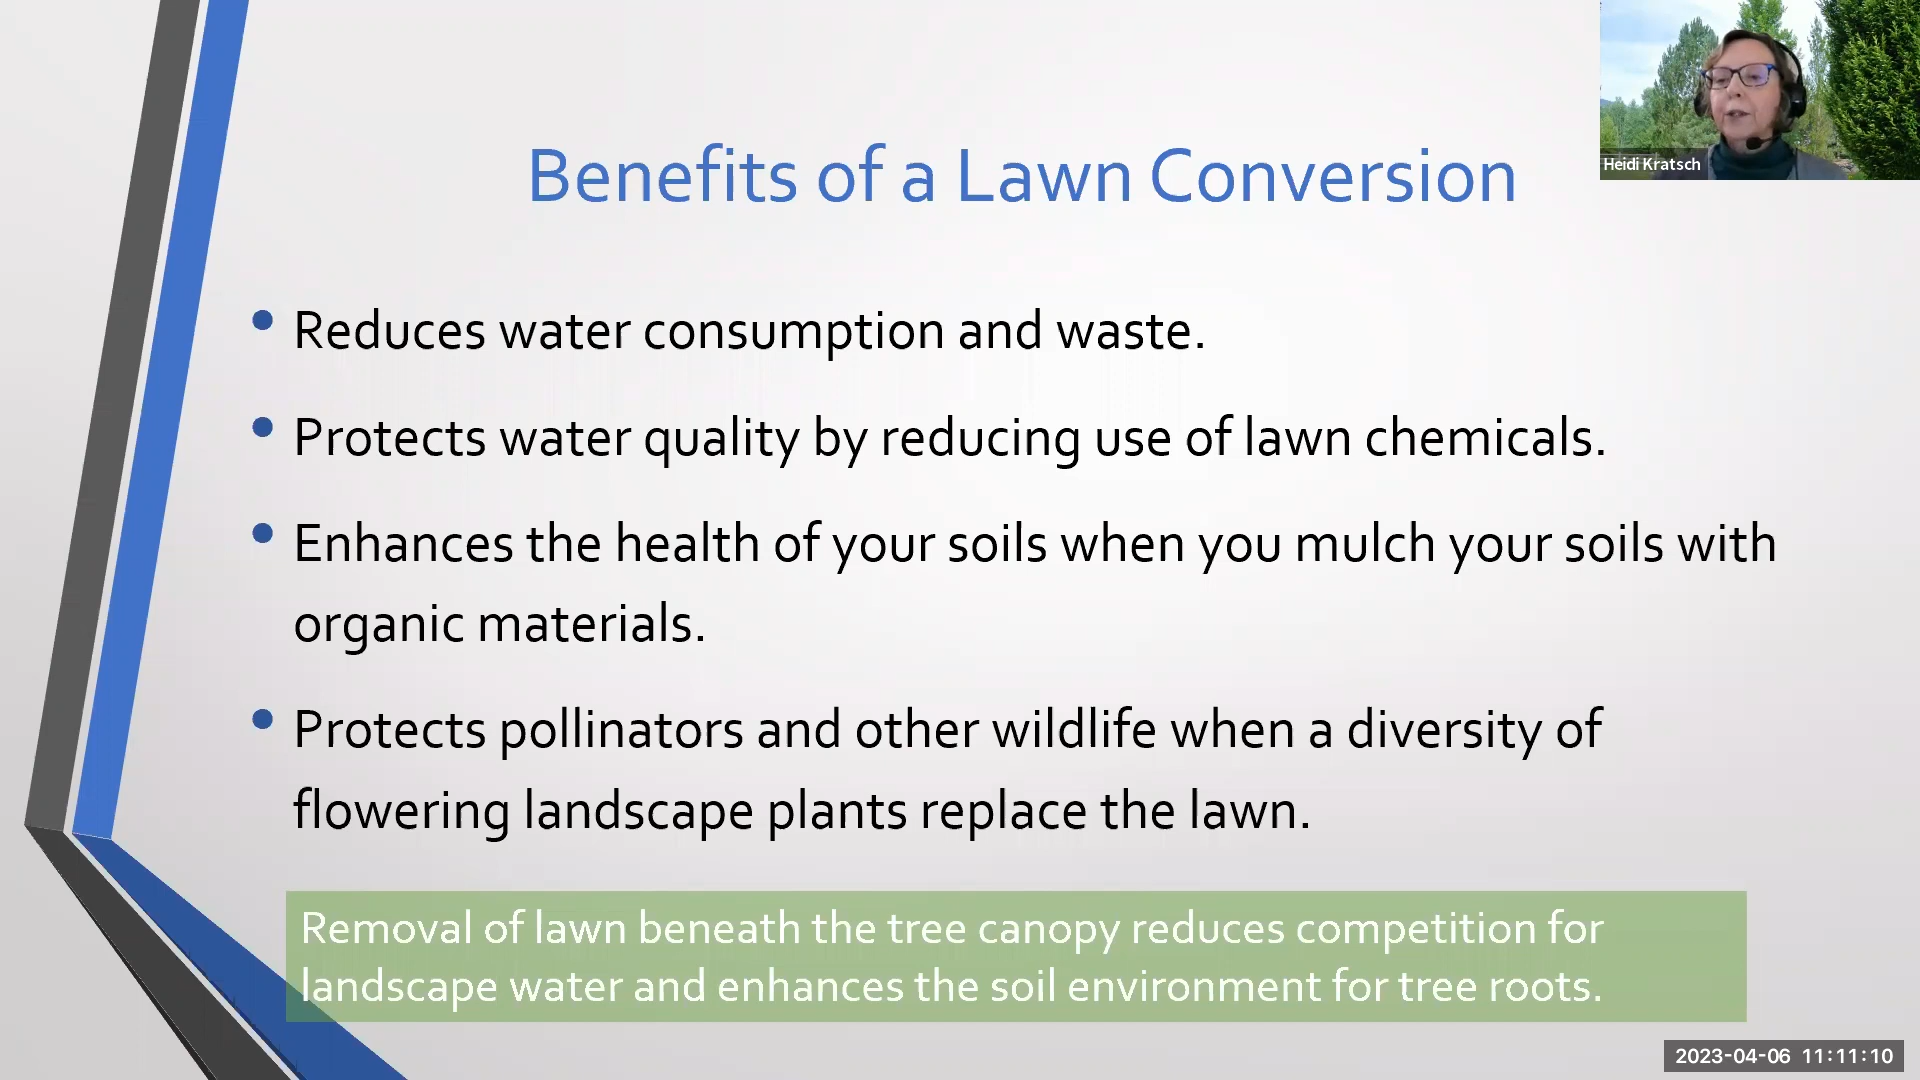 Heidi Kratsch
Benefits of a Lawn Conversion
• Reduces water consumption and waste.
• Protects water quality by reducing use of lawn chemicals.
• Enhances the health of your soils when you mulch your soils with
organic materials.
• Protects pollinators and other wildlife when a diversity of
flowering landscape plants replace the lawn.
Removal of lawn beneath the tree canopy reduces competition for
landscape water and enhances the soil environment for tree roots.
2023-04-06 11:11:10